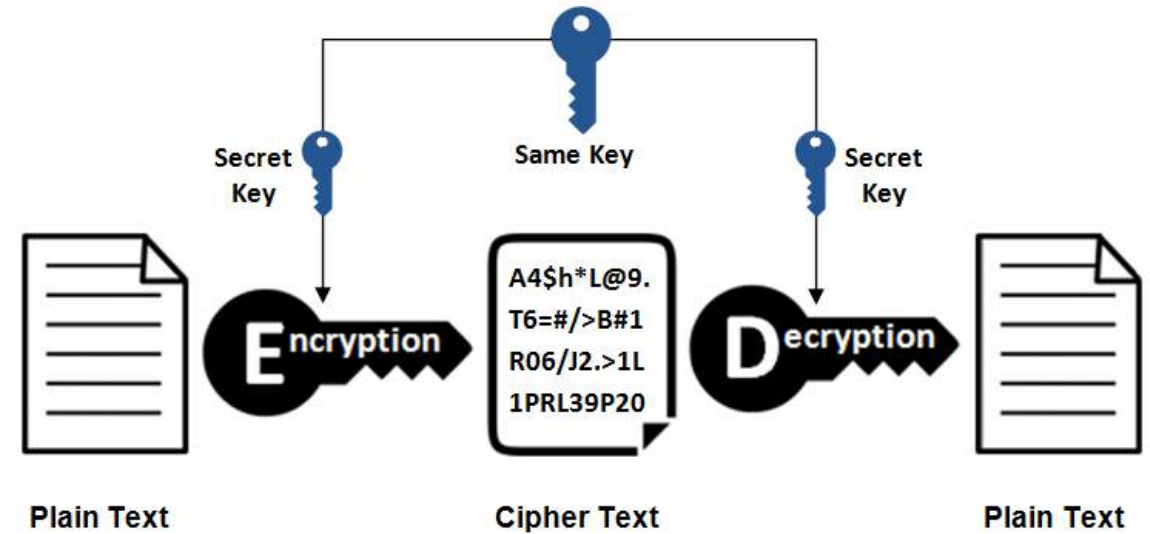 Same Key
Secret
Key
Secret
Key
Encryption
A4$h*L@9.
T6=#/>B#1
R06/J2.>1L
1PRL39P20
Decryption
Plain Text
Cipher Text
Plain Text